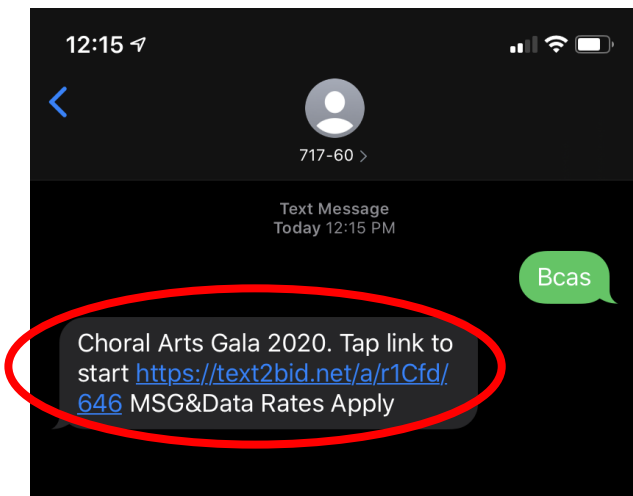 12:15
717-60 >
Text Message
Today 12:15 PM
Bcas
Choral Arts Gala 2020. Tap link to
start https://text2bid.net/a/r1Cfd/
646 MSG&Data Rates Apply